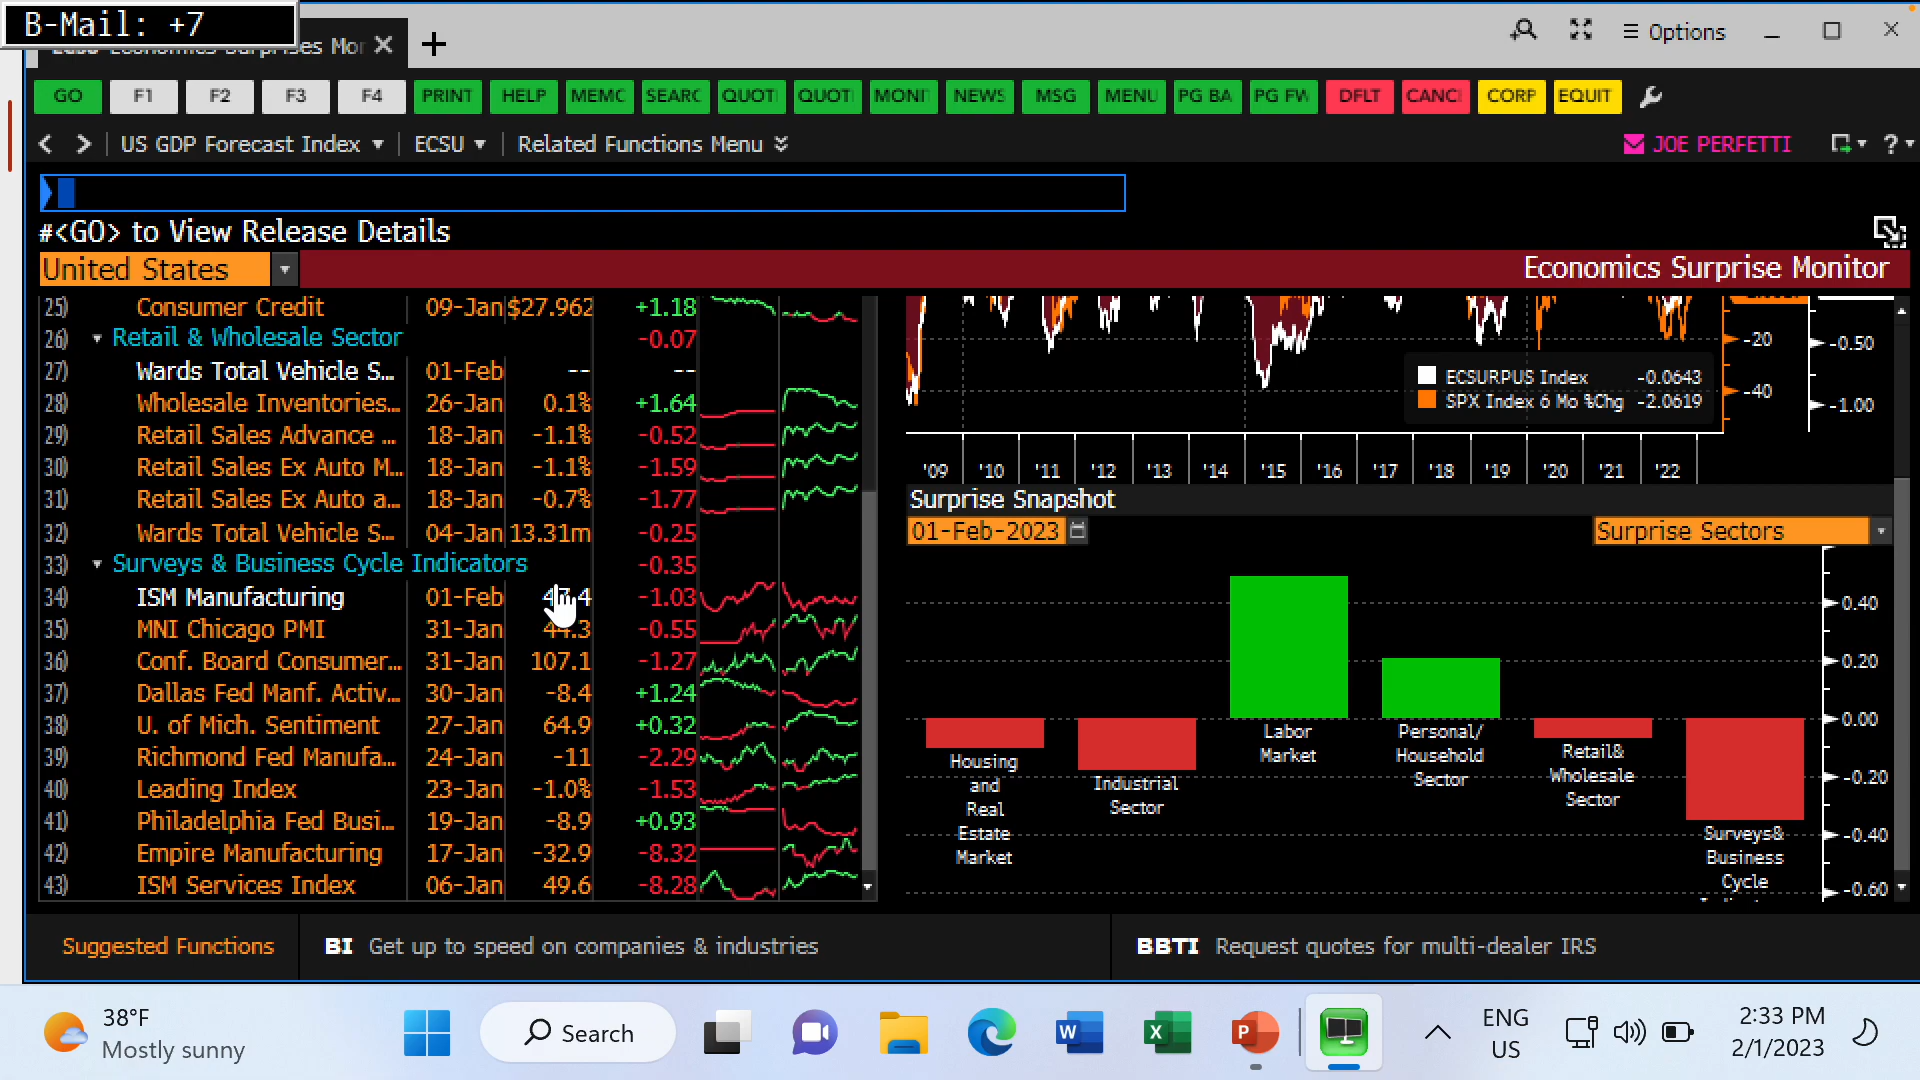 B-Mail: +7
Economics Surprises Mor
Options
GO F1 F2 F3 F4 PRINT HELP MEMC SEARC QUOT QUOT MONI NEWS MSG MENU PG BA PG FW DFLT CANC CORP EQUIT
US GDP Forecast Index ECSU Related Functions Menu JOE PERFETTI ?
#<GO> to View Release Details
United States Economics Surprise Monitor
25) Consumer Credit 09-Jan $27.962 +1.18
26) Retail & Wholesale Sector -0.07
27) Wards Total Vehicle S... 01-Feb -- --
28) Wholesale Inventories... 26-Jan 0.1% +1.64
29) Retail Sales Advance ... 18-Jan -1.1% -0.52
30) Retail Sales Ex Auto M... 18-Jan -1.1% -1.59
31) Retail Sales Ex Auto a... 18-Jan -0.7% -1.77
32) Wards Total Vehicle S... 04-Jan 13.31m -0.25
33) Surveys & Business Cycle Indicators -0.35
34) ISM Manufacturing 01-Feb 47.4 -1.03
35) MNI Chicago PMI 31-Jan 44.3 -0.55
36) Conf. Board Consumer... 31-Jan 107.1 -1.27
37) Dallas Fed Manf. Activ... 30-Jan -8.4 +1.24
38) U. of Mich. Sentiment 27-Jan 64.9 +0.32
39) Richmond Fed Manufa... 24-Jan -11 -2.29
40) Leading Index 23-Jan -1.0% -1.53
41) Philadelphia Fed Busi... 19-Jan -8.9 +0.93
42) Empire Manufacturing 17-Jan -32.9 -8.32
43) ISM Services Index 06-Jan 49.6 -8.28
-20 -0.50
ECSURPUS Index -0.0643
SPX Index 6 Mo %Chg -2.0619
-40 -1.00
'09 '10 '11 '12 '13 '14 '15 '16 '17 '18 '19 '20 '21 '22
Surprise Snapshot
01-Feb-2023 Surprise Sectors
0.40
0.20
0.00
-0.20
-0.40
-0.60
Housing
and
Real
Estate
Market
Industrial
Sector
Labor
Market
Personal/
Household
Sector
Retail&
Wholesale
Sector
Surveys&
Business
Cycle
Suggested Functions BI Get up to speed on companies & industries BBTI Request quotes for multi-dealer IRS
38°F
Mostly sunny
Search
W X P
ENG
US
2:33 PM
2/1/2023